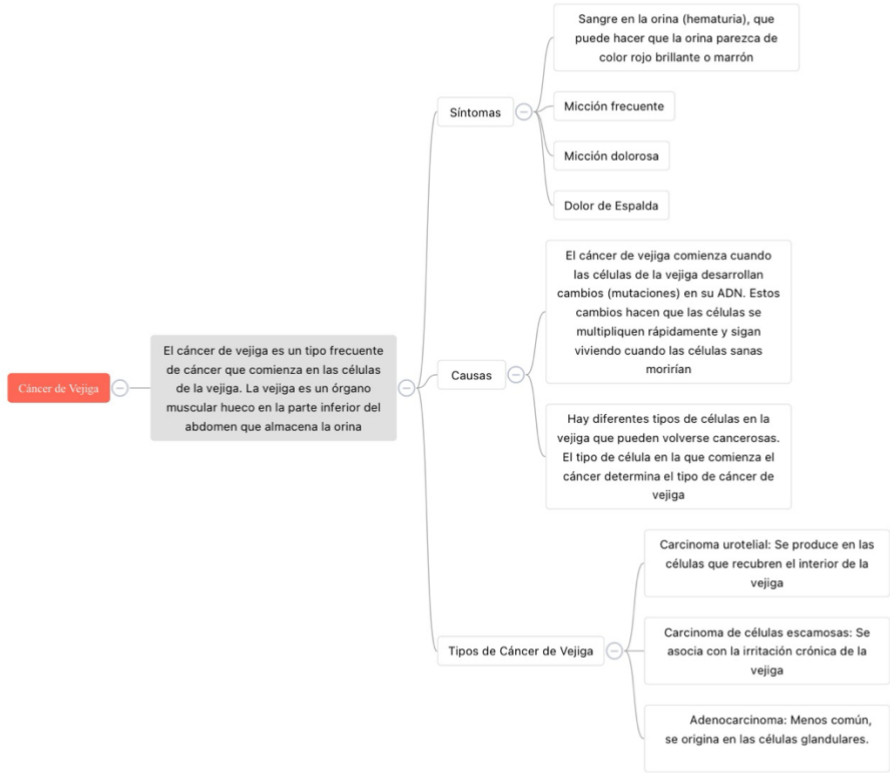 Cáncer de Vejiga
El cáncer de vejiga es un tipo frecuente
de cáncer que comienza en las células
de la vejiga. La vejiga es un órgano
muscular hueco en la parte inferior del
abdomen que almacena la orina
Síntomas
Sangre en la orina (hematuria), que
puede hacer que la orina parezca de
color rojo brillante o marrón
Micción frecuente
Micción dolorosa
Dolor de Espalda
Causas
El cáncer de vejiga comienza cuando
las células de la vejiga desarrollan
cambios (mutaciones) en su ADN. Estos
cambios hacen que las células se
multipliquen rápidamente y sigan
viviendo cuando las células sanas
morirían
Hay diferentes tipos de células en la
vejiga que pueden volverse cancerosas.
El tipo de célula en la que comienza el
cáncer determina el tipo de cáncer de
vejiga
Tipos de Cáncer de Vejiga
Carcinoma urotelial: Se produce en las
células que recubren el interior de la
vejiga
Carcinoma de células escamosas: Se
asocia con la irritación crónica de la
vejiga
Adenocarcinoma: Menos común,
se origina en las células glandulares.